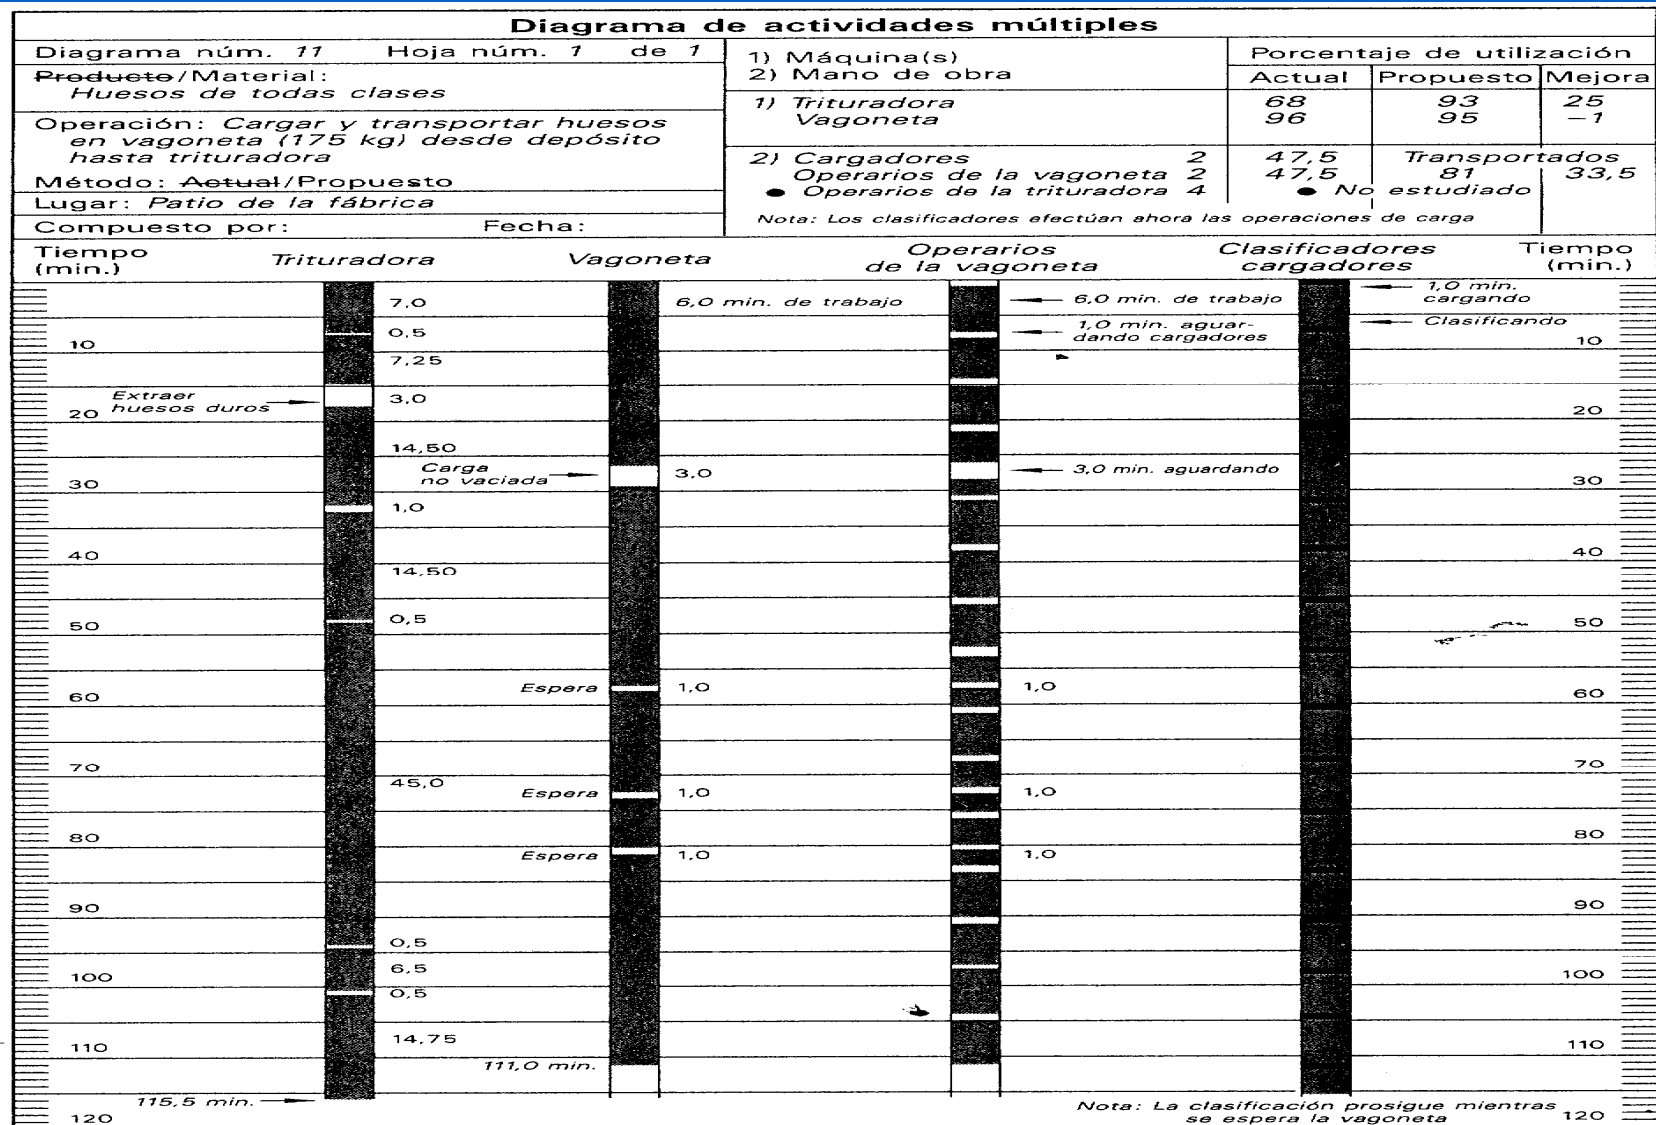 Diagrama de actividades múltiples
Diagrama núm. 11 Hoja núm. 1 de 1
Producto/Material:
Huesos de todas clases
Operación: Cargar y transportar huesos
en vagoneta (175 kg) desde depósito
hasta trituradora
Método: Actual/Propuesto
Lugar: Patio de la fábrica
Compuesto por: Fecha:
1) Máquina(s)
2) Mano de obra
Porcentaje de utilización
Actual Propuesto Mejora
1) Trituradora 68 93 25
Vagoneta 96 95 –1
2) Cargadores 2 47,5 Transportados
Operarios de la vagoneta 2 47,5 81 33,5
● Operarios de la trituradora 4 ● No estudiado
Nota: Los clasificadores efectúan ahora las operaciones de carga
Tiempo (min.) Trituradora Vagoneta Operarios de la vagoneta Clasificadores cargadores Tiempo (min.)
7,0 6,0 min. de trabajo 6,0 min. de trabajo 1,0 min. cargando
0,5 1,0 min. aguar-
dando cargadores Clasificando
10 10
7,25
Extraer
huesos duros 3,0
20 20
14,50
Carga
no vaciada 3,0 3,0 min. aguardando
30 30
1,0
40 40
14,50
50 0,5 50
Espera 1,0 1,0
60 60
70 70
45,0 Espera 1,0 1,0
80 80
Espera 1,0 1,0
90 90
0,5
100 6,5 100
0,5
14,75
110 110
111,0 min.
115,5 min.
120 120
Nota: La clasificación prosigue mientras
se espera la vagoneta